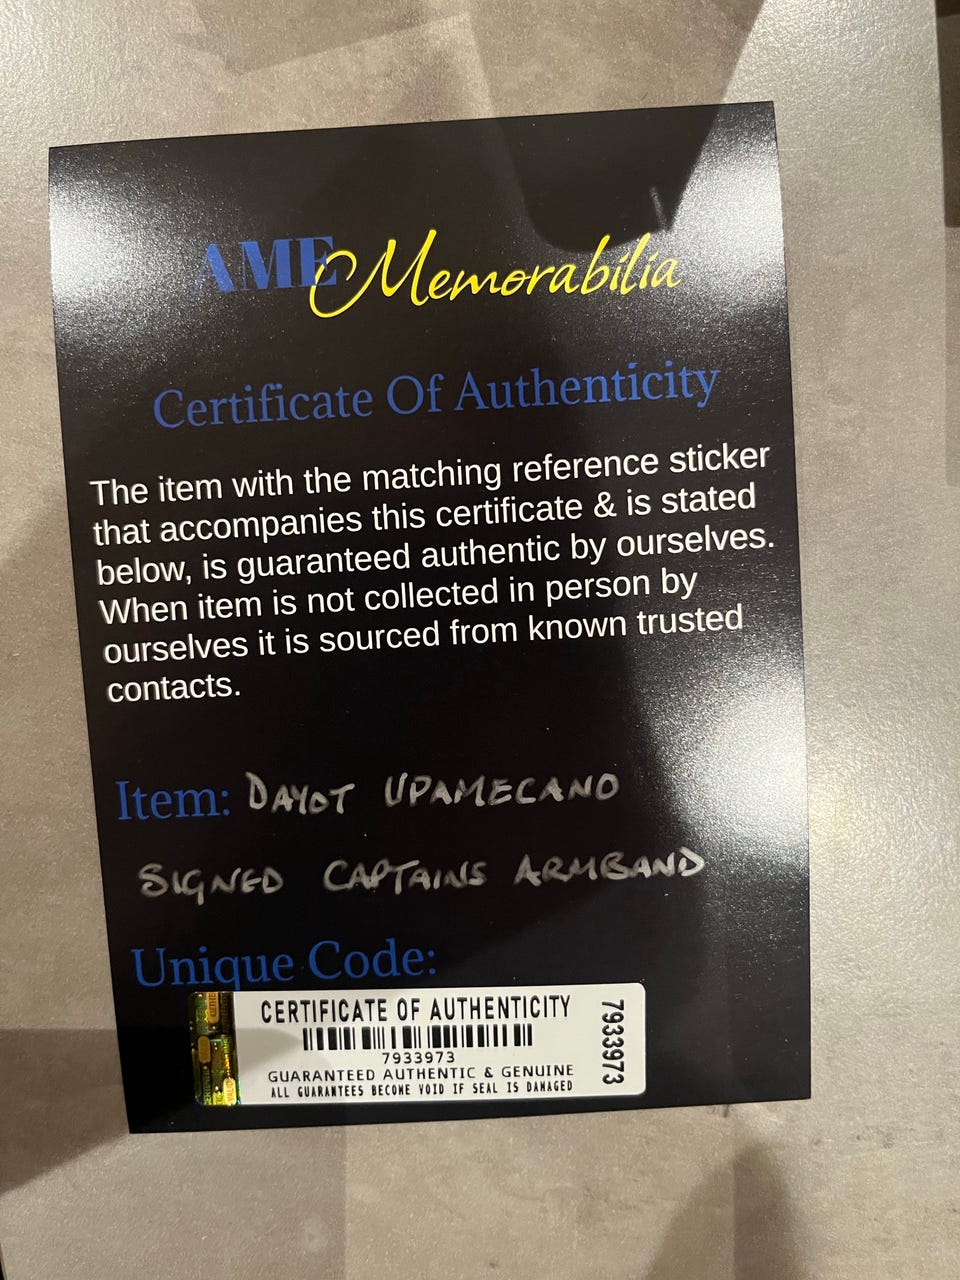 AME Memorabilia
Certificate Of Authenticity
The item with the matching reference sticker
that accompanies this certificate & is stated
below, is guaranteed authentic by ourselves.
When item is not collected in person by
ourselves it is sourced from known trusted
contacts.
Item: DAYOT UPAMECANO
SIGNED CAPTAINS ARMBAND
Unique Code:
CERTIFICATE OF AUTHENTICITY
7933973
GUARANTEED AUTHENTIC & GENUINE
ALL GUARANTEES BECOME VOID IF SEAL IS DAMAGED
7933973